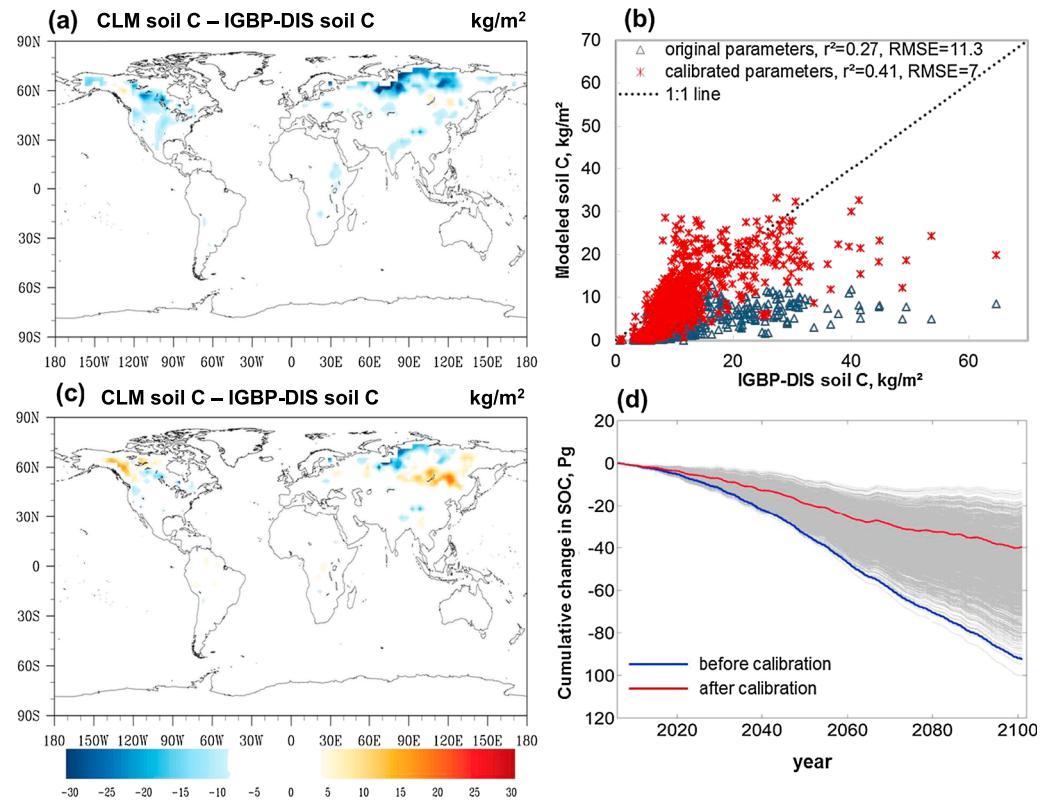 (a) CLM soil C – IGBP-DIS soil C kg/m²
90N
60N
30N
0
30S
60S
90S
180 150W 120W 90W 60W 30W 0 30E 60E 90E 120E 150E 180
(b)
70
60
50
40
30
20
10
0
original parameters, r²=0.27, RMSE=11.3
calibrated parameters, r²=0.41, RMSE=7
1:1 line
Modeled soil C, kg/m²
0 20 40 60
IGBP-DIS soil C, kg/m²
(c) CLM soil C – IGBP-DIS soil C kg/m²
90N
60N
30N
0
30S
60S
90S
180 150W 120W 90W 60W 30W 0 30E 60E 90E 120E 150E 180
-30 -25 -20 -15 -10 -5 0 5 10 15 20 25 30
(d)
20
0
-20
-40
-60
-80
100
120
Cumulative change in SOC, Pg
before calibration
after calibration
2020 2040 2060 2080 2100
year